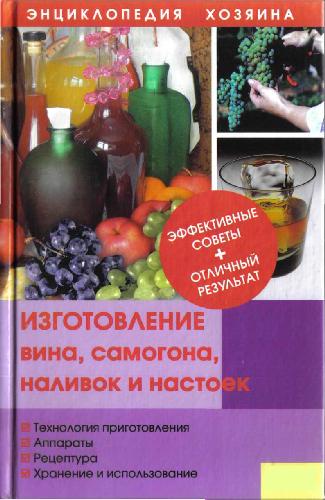 ЭНЦИКЛОПЕДИЯ ХОЗЯИНА
ЭФФЕКТИВНЫЕ
СОВЕТЫ
+
ОТЛИЧНЫЙ
РЕЗУЛЬТАТ
ИЗГОТОВЛЕНИЕ
вина, самогона,
наливок и настоек
Технология приготовления
Аппараты
Рецептура
Хранение и использование